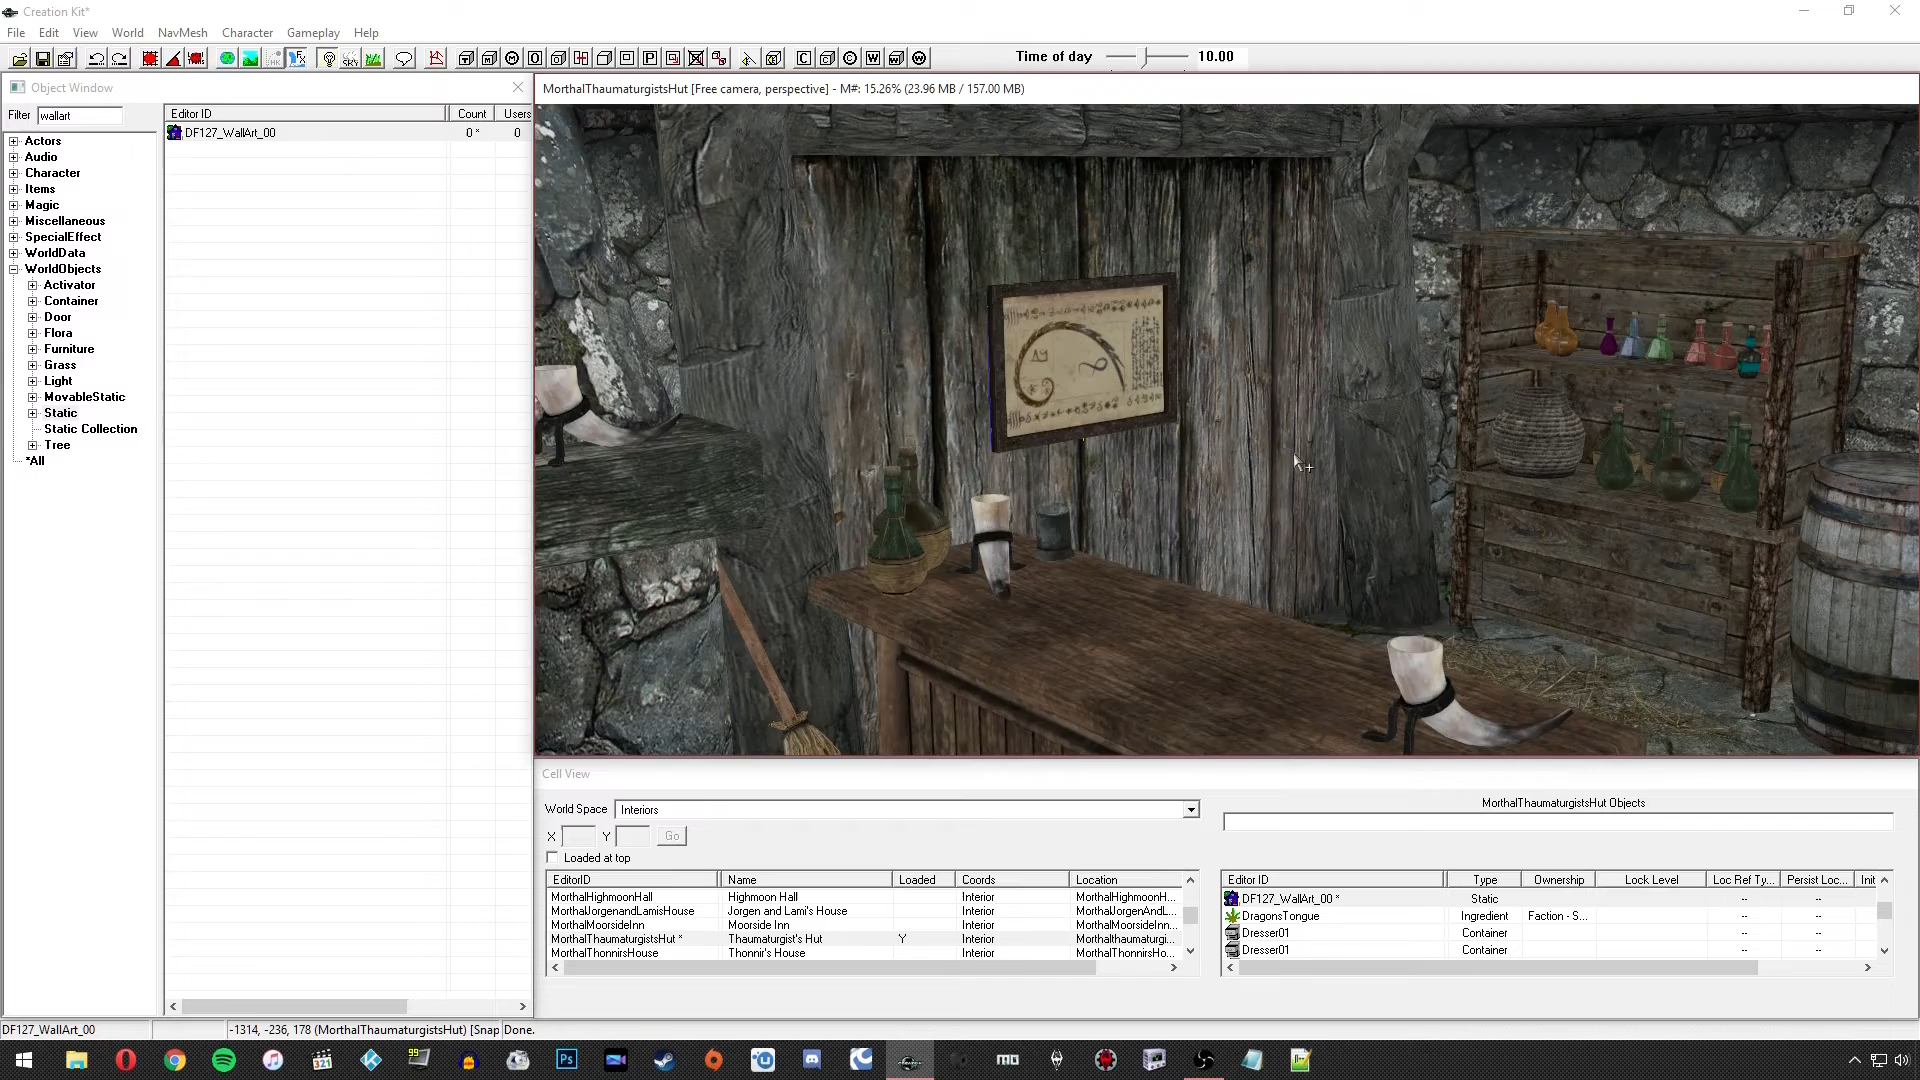 Creation Kit*
File Edit View World NavMesh Character Gameplay Help
Time of day 10.00
Object Window
Filter wallart
Actors
Audio
Character
Items
Magic
Miscellaneous
SpecialEffect
WorldData
WorldObjects
Activator
Container
Door
Flora
Furniture
Grass
Light
MovableStatic
Static
Static Collection
Tree
*All
Editor ID Count Users
DF127_WallArt_00 0 * 0
MorthalThaumaturgistsHut [Free camera, perspective] - M#: 15.26% (23.96 MB / 157.00 MB)
Cell View
World Space Interiors
X Y Go
Loaded at top
EditorID Name Loaded Coords Location
MorthalHighmoonHall Highmoon Hall Interior MorthalHighmoonH...
MorthalJorgenandLamisHouse Jorgen and Lami's House Interior MorthalJorgenAndL...
MorthalMoorsideInn Moorside Inn Interior MorthalMoorsideInn...
MorthalThaumaturgistsHut * Thaumaturgist's Hut Y Interior Morthalthaumaturgi...
MorthalThonnirsHouse Thonnir's House Interior MorthalThonnirsHo...
MorthalThaumaturgistsHut Objects
Editor ID Type Ownership Lock Level Loc Ref Ty... Persist Loc... Init
DF127_WallArt_00 * Static -- --
DragonsTongue Ingredient Faction - S... -- --
Dresser01 Container -- --
Dresser01 Container -- --
DF127_WallArt_00 -1314, -236, 178 (MorthalThaumaturgistsHut) [Snap Done.